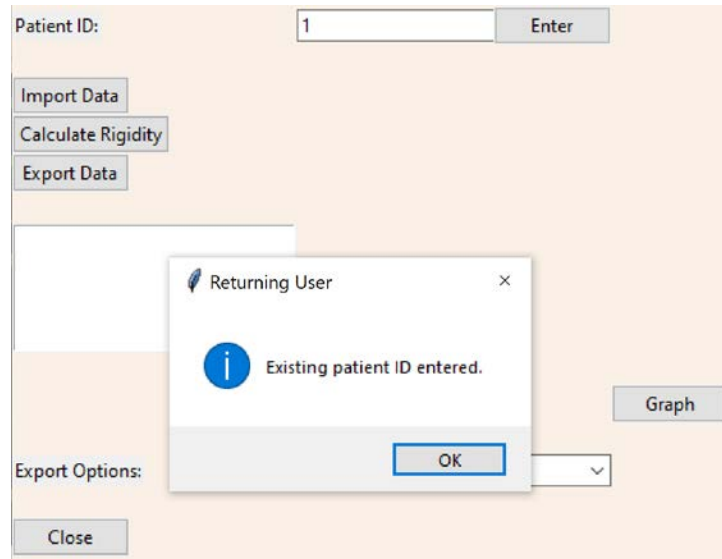 Patient ID: 1 Enter
Import Data
Calculate Rigidity
Export Data
Returning User
Existing patient ID entered.
Graph
OK
Export Options:
Close